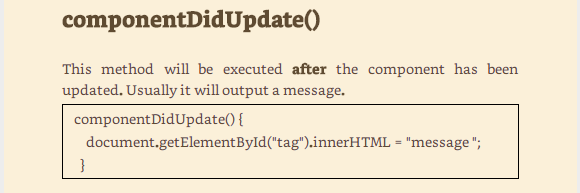 componentDidUpdate()
This method will be executed after the component has been
updated. Usually it will output a message.
componentDidUpdate() {
document.getElementById("tag").innerHTML = "message ";
}